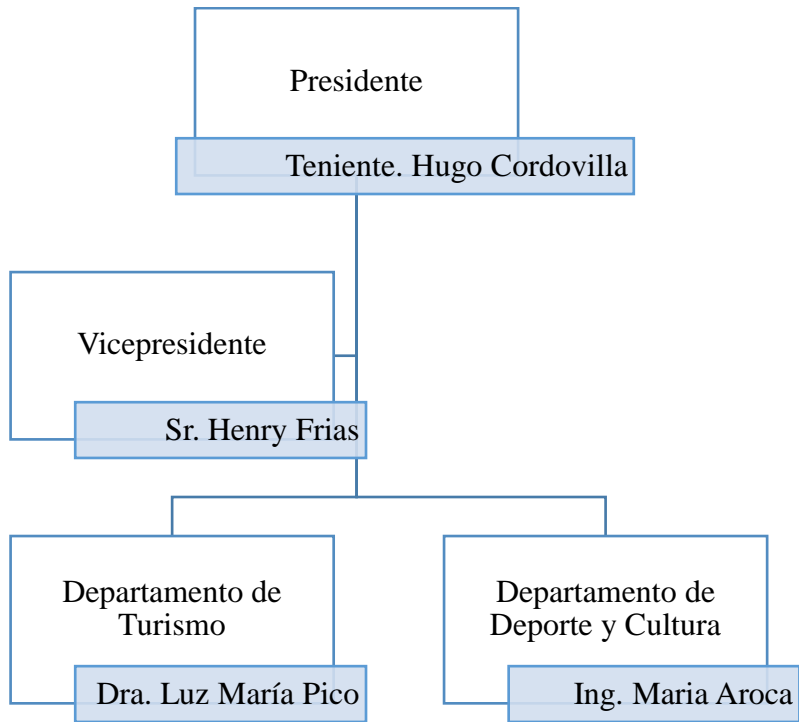 Presidente
Teniente. Hugo Cordovilla
Vicepresidente
Sr. Henry Frias
Departamento de
Turismo
Dra. Luz María Pico
Departamento de
Deporte y Cultura
Ing. Maria Aroca